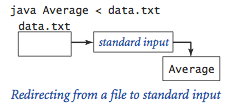 java Average < data.txt
data.txt
standard input
Average
Redirecting from a file to standard input